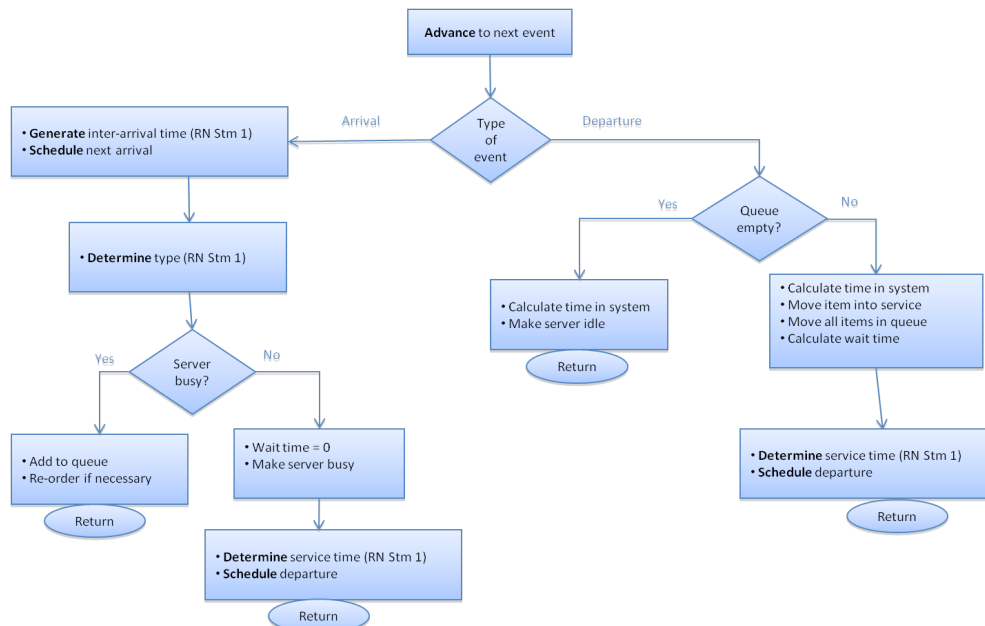 Advance to next event
Type
of
event
Arrival
Departure
• Generate inter-arrival time (RN Stm 1)
• Schedule next arrival
• Determine type (RN Stm 1)
Server
busy?
Yes
No
• Add to queue
• Re-order if necessary
Return
• Wait time = 0
• Make server busy
• Determine service time (RN Stm 1)
• Schedule departure
Return
Queue
empty?
Yes
No
• Calculate time in system
• Make server idle
Return
• Calculate time in system
• Move item into service
• Move all items in queue
• Calculate wait time
• Determine service time (RN Stm 1)
• Schedule departure
Return